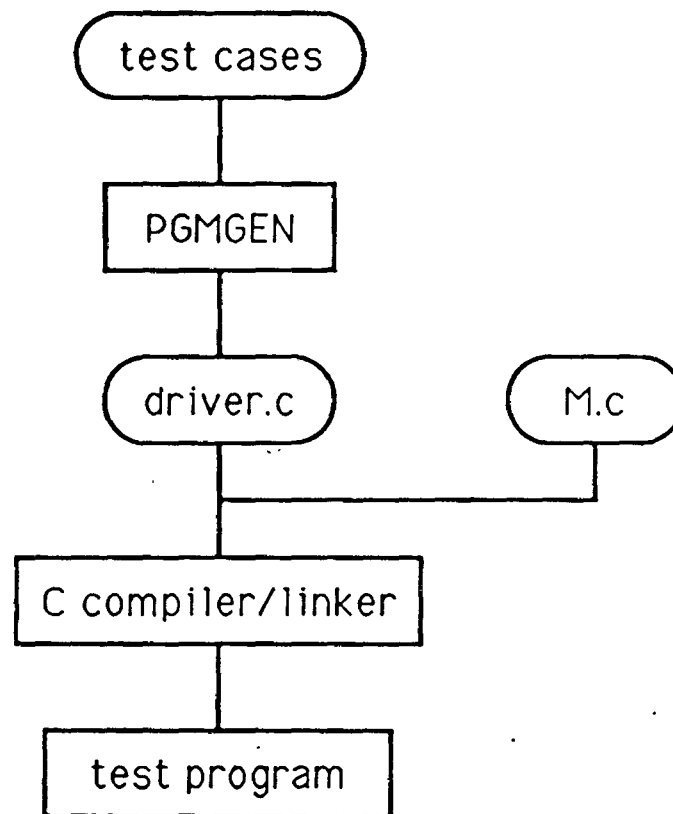 test cases
PGMGEN
driver.c
M.c
C compiler/linker
test program